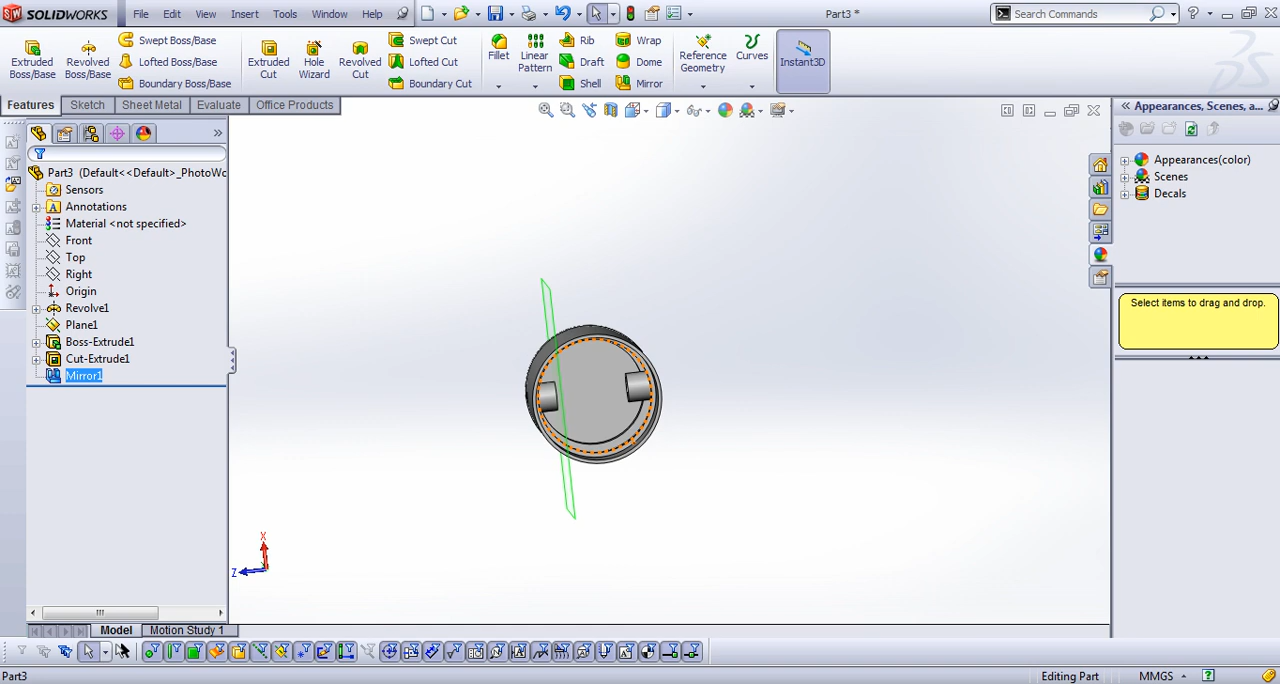 SW SOLIDWORKS File Edit View Insert Tools Window Help Part3 * Search Commands
Extruded Boss/Base
Revolved Boss/Base
Swept Boss/Base
Lofted Boss/Base
Boundary Boss/Base
Extruded Cut
Hole Wizard
Revolved Cut
Swept Cut
Lofted Cut
Boundary Cut
Fillet
Linear Pattern
Rib
Draft
Shell
Wrap
Dome
Mirror
Reference Geometry
Curves
Instant3D
Features Sketch Sheet Metal Evaluate Office Products
Part3 (Default<<Default>_PhotoWo
Sensors
Annotations
Material <not specified>
Front
Top
Right
Origin
Revolve1
Plane1
Boss-Extrude1
Cut-Extrude1
Mirror1
X
Z
Appearances, Scenes, a...
Appearances(color)
Scenes
Decals
Select items to drag and drop.
Model Motion Study 1
Part3 Editing Part MMGS